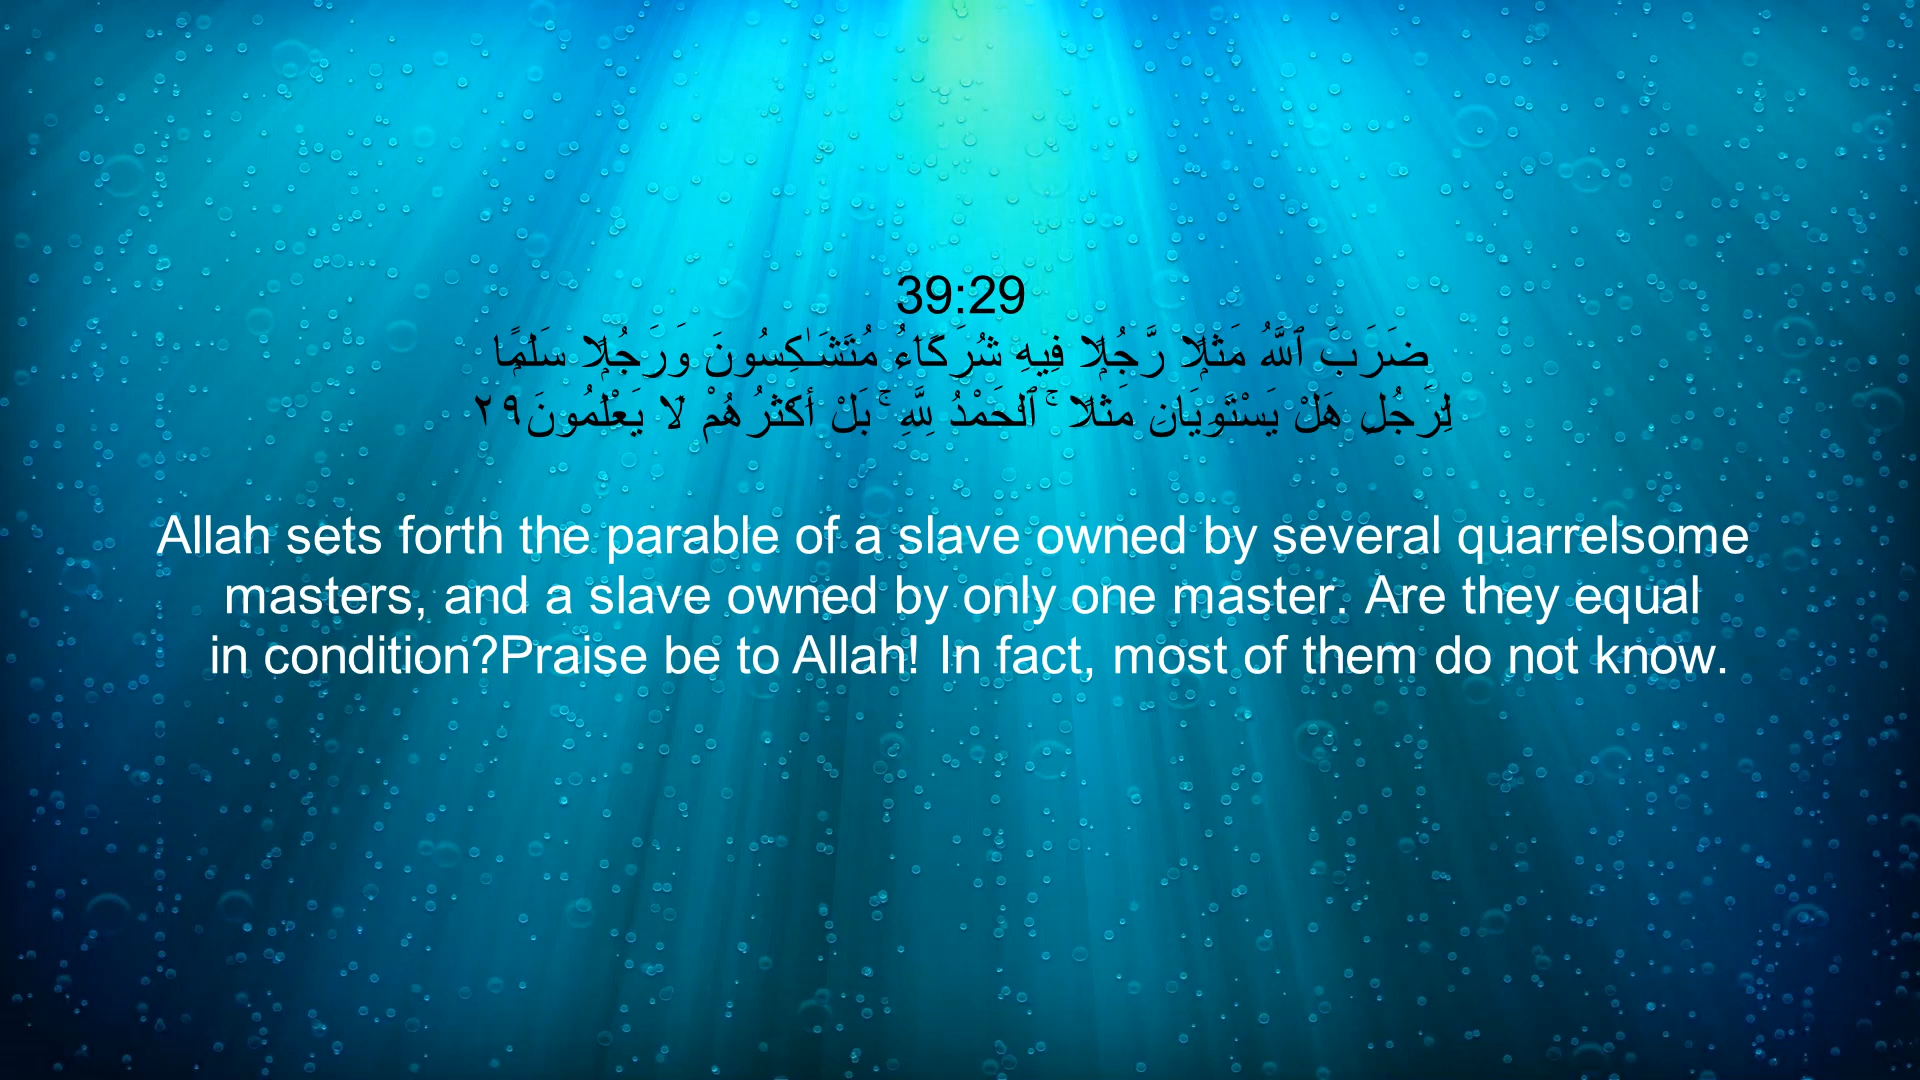 39:29
ضَرَبَ ٱللَّهُ مَثَلًۭا رَّجُلًۭا فِيهِ شُرَكَآءُ مُتَشَـٰكِسُونَ وَرَجُلًۭا سَلَمًۭا
لِّرَجُلٍ هَلْ يَسْتَوِيَانِ مَثَلًا ۚ ٱلْحَمْدُ لِلَّهِ ۚ بَلْ أَكْثَرُهُمْ لَا يَعْلَمُونَ٢٩
Allah sets forth the parable of a slave owned by several quarrelsome
masters, and a slave owned by only one master. Are they equal
in condition?Praise be to Allah! In fact, most of them do not know.